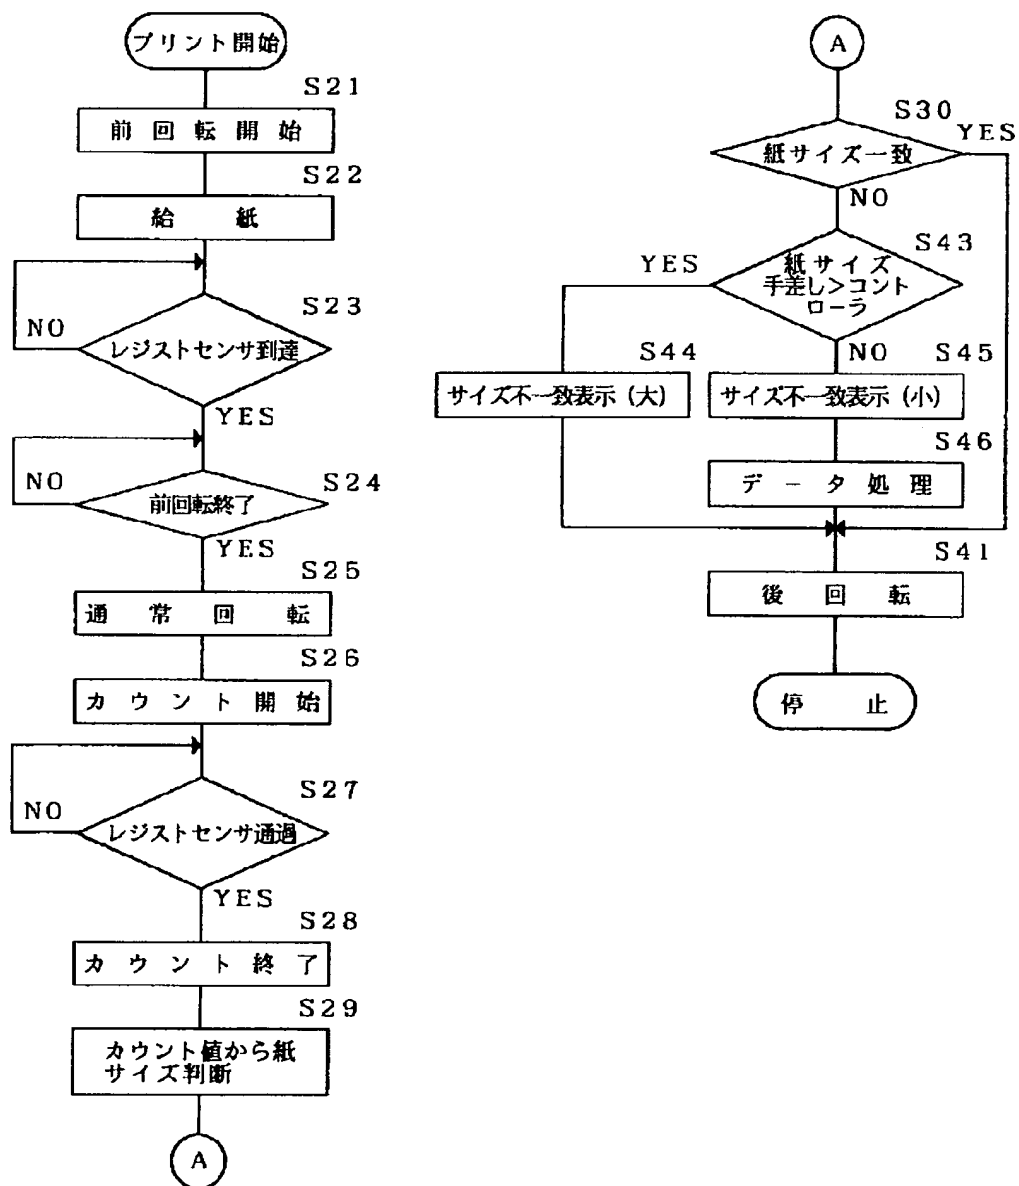 プリント開始
S21
前回転開始
S22
給紙
S23
NO
レジストセンサ到達
YES
S24
NO
前回転終了
YES
S25
通常回転
S26
カウント開始
S27
NO
レジストセンサ通過
YES
S28
カウント終了
S29
カウント値から紙
サイズ判断
A
A
S30
YES
紙サイズ一致
NO
S43
YES
紙サイズ
手差し>コント
ローラ
NO
S44
サイズ不一致表示(大)
S45
サイズ不一致表示(小)
S46
データ処理
S41
後回転
停止